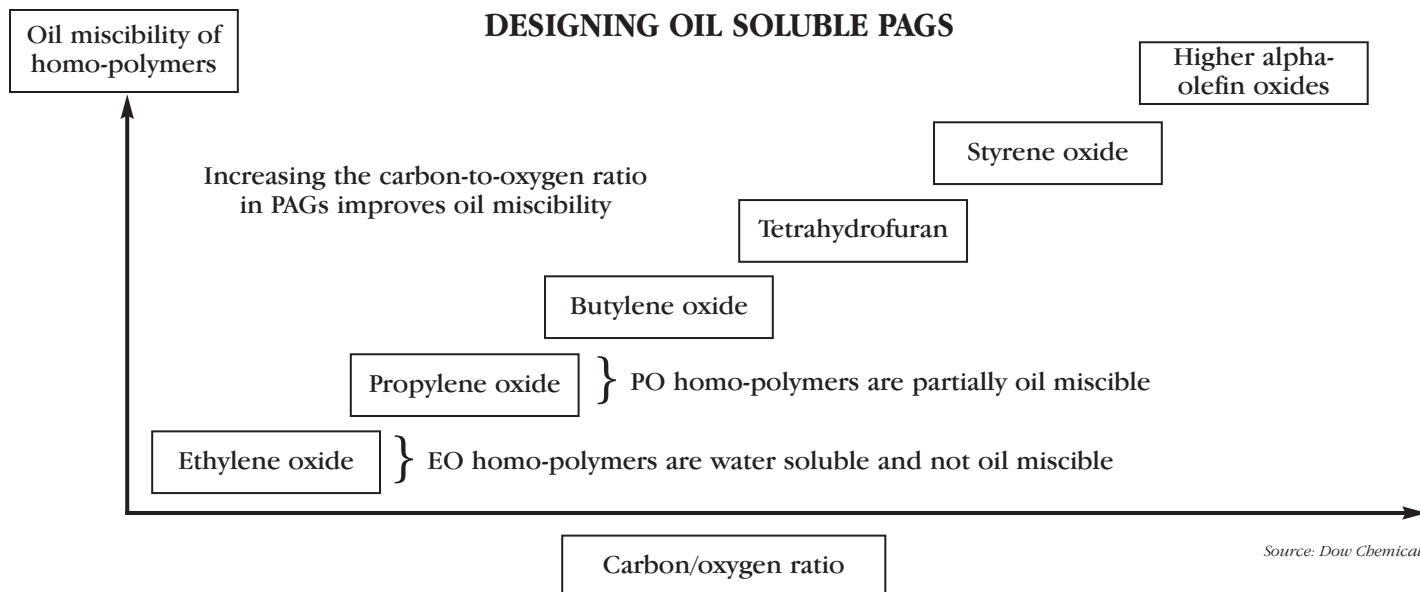 DESIGNING OIL SOLUBLE PAGS
Oil miscibility of
homo-polymers
Higher alpha-
olefin oxides
Styrene oxide
Increasing the carbon-to-oxygen ratio
in PAGs improves oil miscibility
Tetrahydrofuran
Butylene oxide
Propylene oxide } PO homo-polymers are partially oil miscible
Ethylene oxide } EO homo-polymers are water soluble and not oil miscible
Carbon/oxygen ratio
Source: Dow Chemical